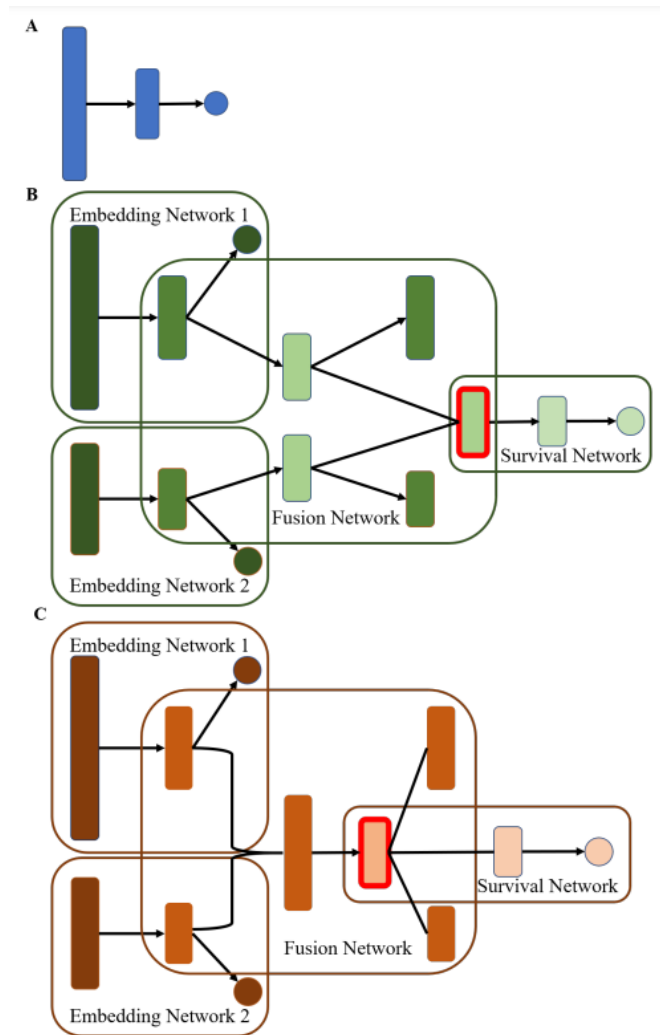 A
B
Embedding Network 1
Survival Network
Fusion Network
Embedding Network 2
C
Embedding Network 1
Survival Network
Fusion Network
Embedding Network 2